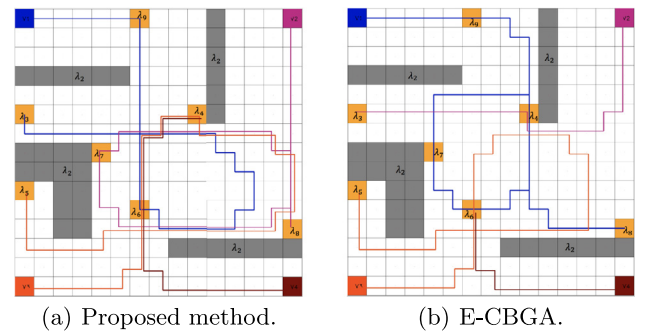 V1 λ9 V2 V1 λ9 V2
λ2 λ2
λ2 λ2
λ3 λ4 λ3 λ4
λ7 λ7
λ2 λ2
λ5 λ5
λ6 λ6
λ8 λ8
λ2 λ2
(a) Proposed method. (b) E-CBGA.